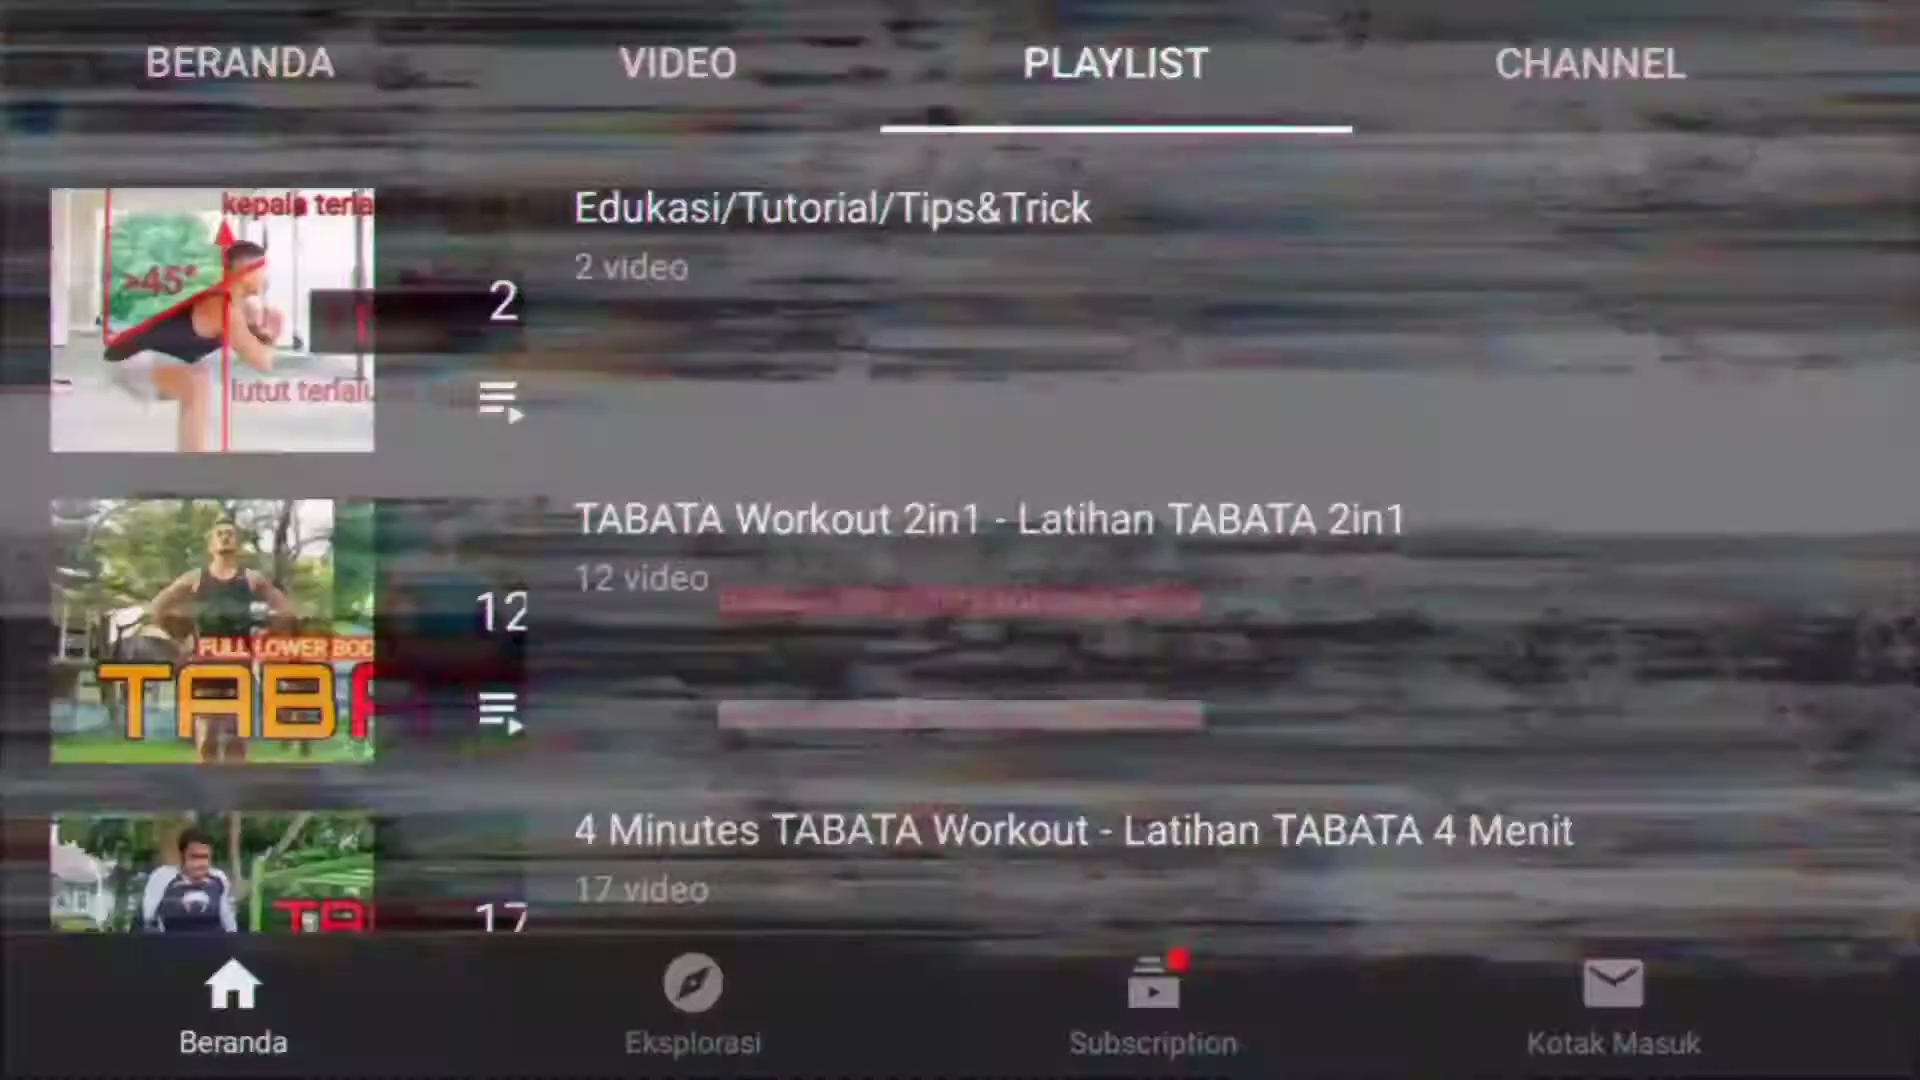 BERANDA VIDEO PLAYLIST CHANNEL
kepala terla
>45°
lutut terlalu
2
Edukasi/Tutorial/Tips&Trick
2 video
FULL LOWER BOD
TABA
12
TABATA Workout 2in1 - Latihan TABATA 2in1
12 video
TA
17
4 Minutes TABATA Workout - Latihan TABATA 4 Menit
17 video
Beranda Eksplorasi Subscription Kotak Masuk